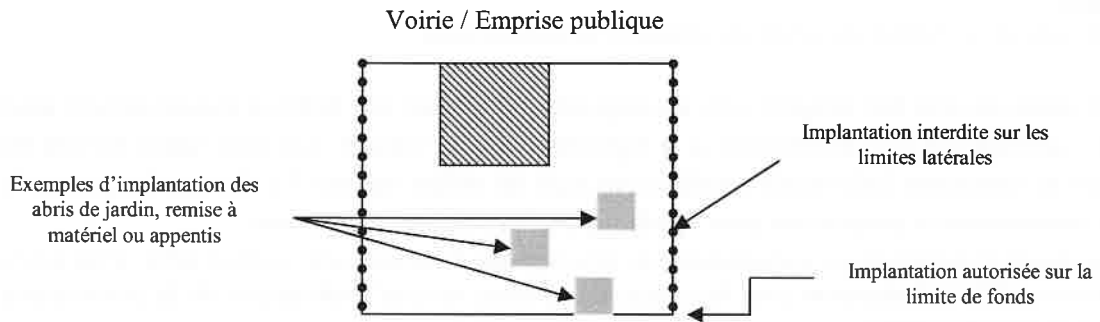 Voirie / Emprise publique
Implantation interdite sur les
limites latérales
Exemples d'implantation des
abris de jardin, remise à
matériel ou appentis
Implantation autorisée sur la
limite de fonds